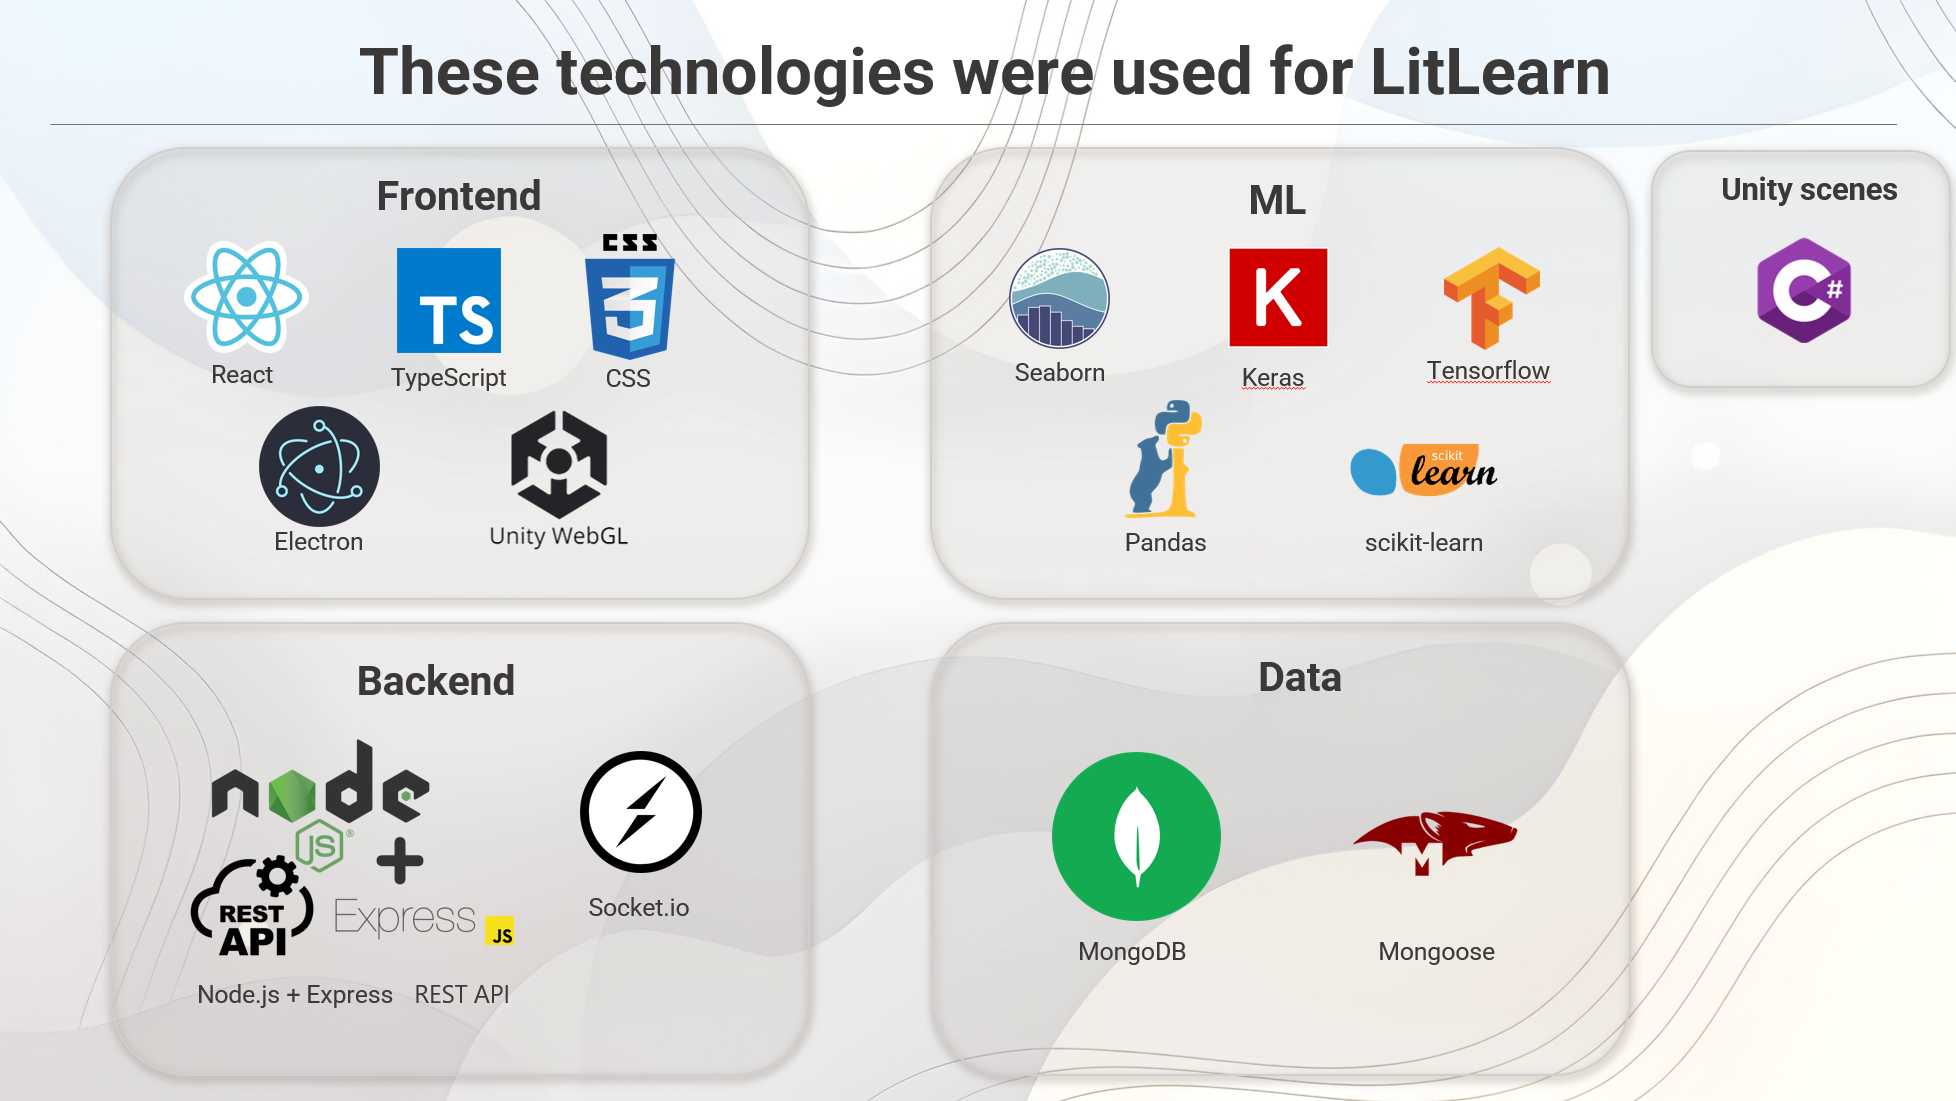 These technologies were used for LitLearn
Frontend
CSS
TS
3
React
TypeScript
CSS
Electron
Unity WebGL
ML
K
Seaborn
Keras
Tensorflow
scikit
learn
Pandas
scikit-learn
Unity scenes
C#
Backend
node
JS®
+
REST
API
Express
JS
Node.js + Express REST API
Socket.io
Data
M
MongoDB
Mongoose